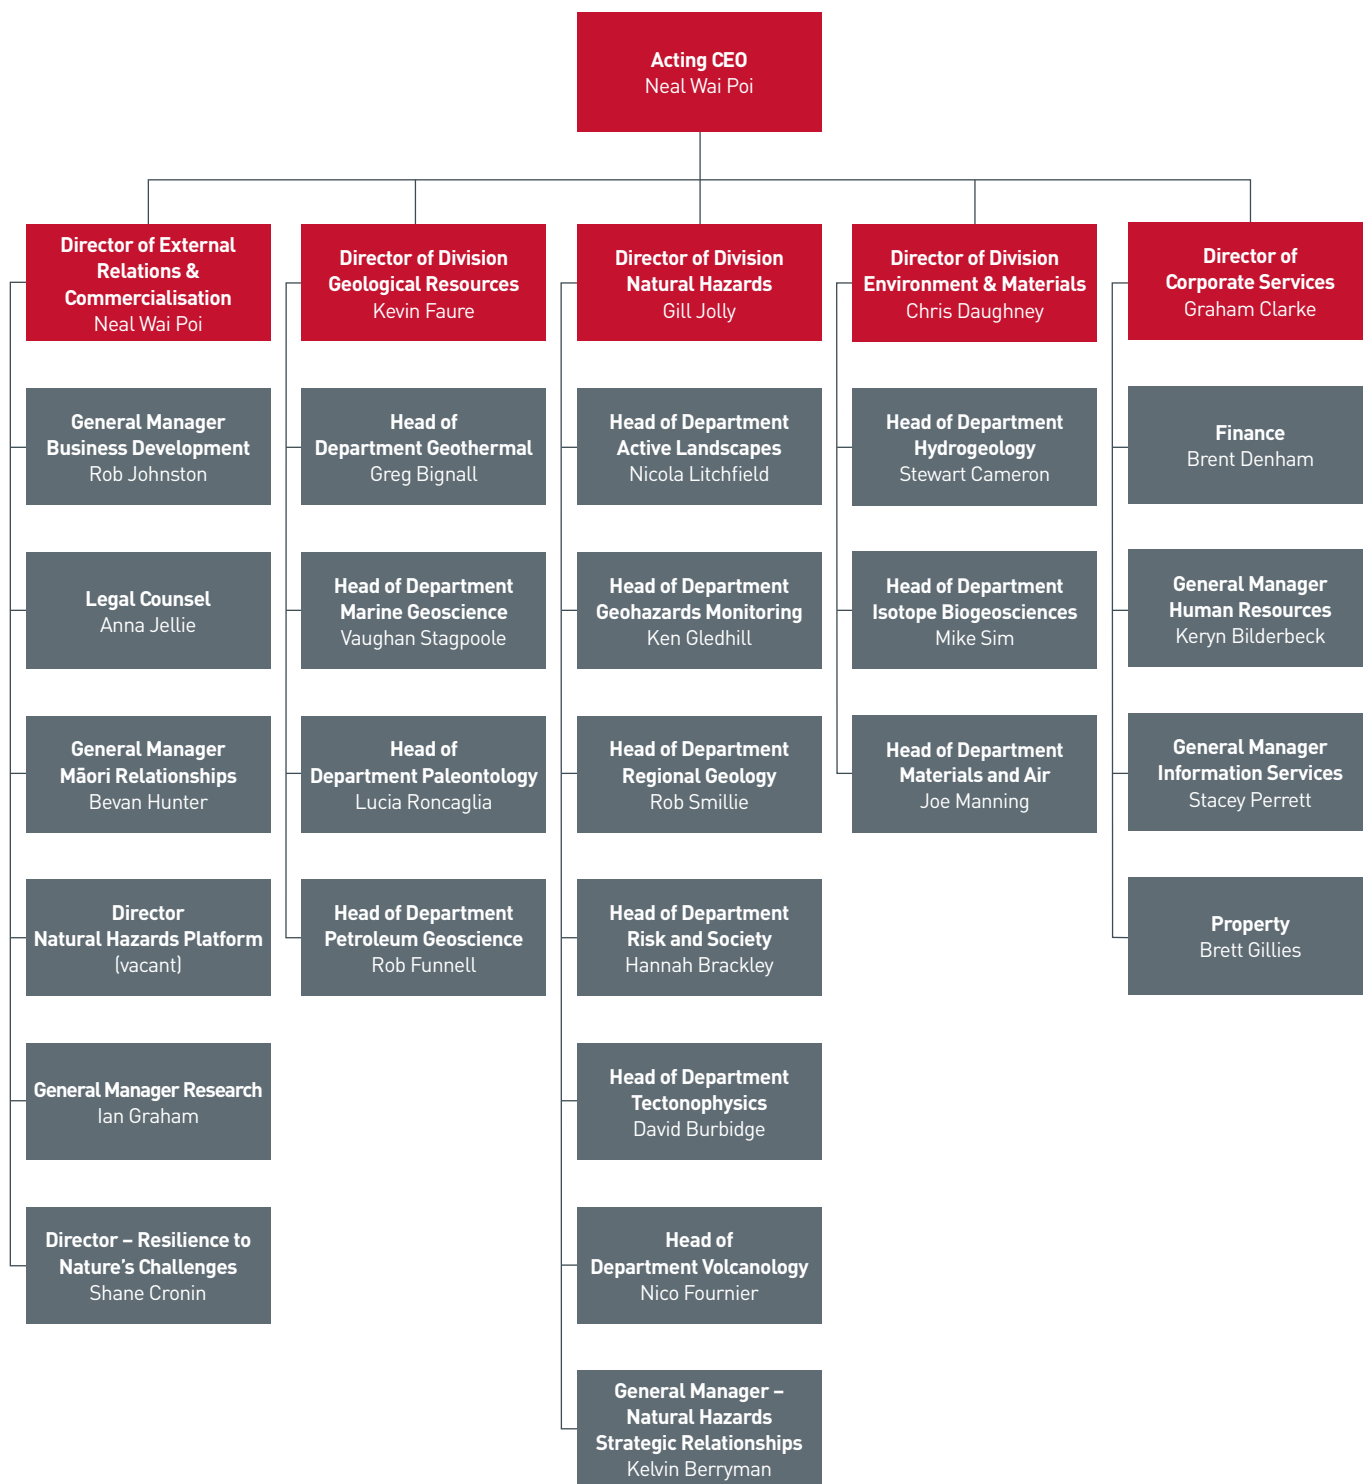 Acting CEO
Neal Wai Poi
Director of External
Relations &
Commercialisation
Neal Wai Poi
General Manager
Business Development
Rob Johnston
Legal Counsel
Anna Jellie
General Manager
Māori Relationships
Bevan Hunter
Director
Natural Hazards Platform
(vacant)
General Manager Research
Ian Graham
Director – Resilience to
Nature’s Challenges
Shane Cronin
Director of Division
Geological Resources
Kevin Faure
Head of
Department Geothermal
Greg Bignall
Head of Department
Marine Geoscience
Vaughan Stagpoole
Head of
Department Paleontology
Lucia Roncaglia
Head of Department
Petroleum Geoscience
Rob Funnell
Director of Division
Natural Hazards
Gill Jolly
Head of Department
Active Landscapes
Nicola Litchfield
Head of Department
Geohazards Monitoring
Ken Gledhill
Head of Department
Regional Geology
Rob Smillie
Head of Department
Risk and Society
Hannah Brackley
Head of Department
Tectonophysics
David Burbidge
Head of
Department Volcanology
Nico Fournier
General Manager –
Natural Hazards
Strategic Relationships
Kelvin Berryman
Director of Division
Environment & Materials
Chris Daughney
Head of Department
Hydrogeology
Stewart Cameron
Head of Department
Isotope Biogeosciences
Mike Sim
Head of Department
Materials and Air
Joe Manning
Director of
Corporate Services
Graham Clarke
Finance
Brent Denham
General Manager
Human Resources
Keryn Bilderbeck
General Manager
Information Services
Stacey Perrett
Property
Brett Gillies